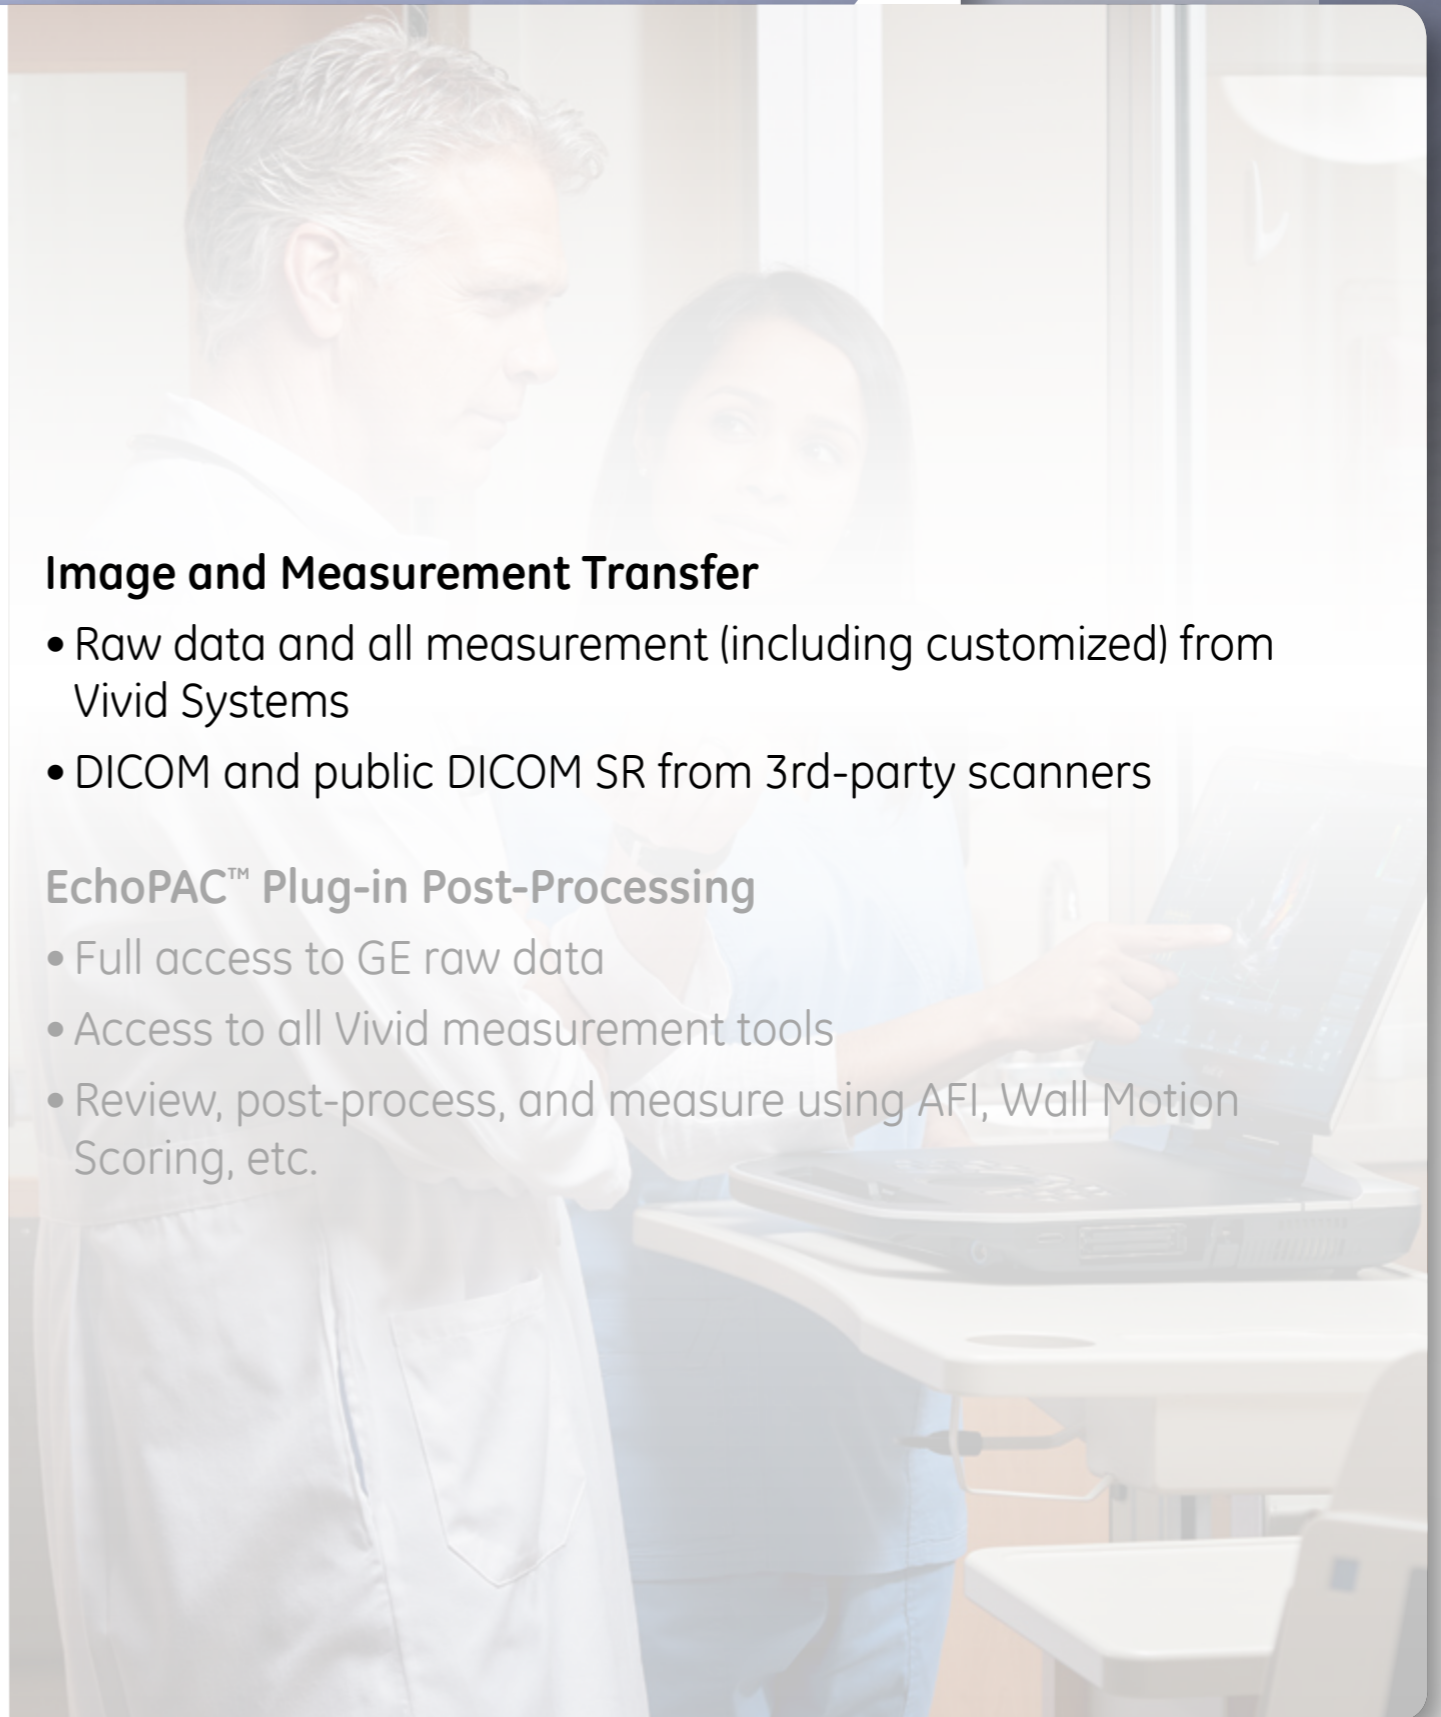 Image and Measurement Transfer
• Raw data and all measurement (including customized) from
Vivid Systems
• DICOM and public DICOM SR from 3rd-party scanners
EchoPAC™ Plug-in Post-Processing
• Full access to GE raw data
• Access to all Vivid measurement tools
• Review, post-process, and measure using AFI, Wall Motion
Scoring, etc.